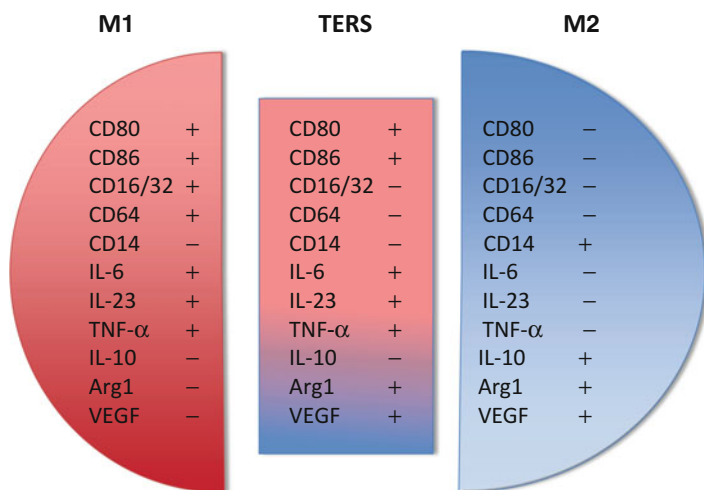 M1 TERS M2
CD80 + CD80 + CD80 −
CD86 + CD86 + CD86 −
CD16/32 + CD16/32 − CD16/32 −
CD64 + CD64 − CD64 −
CD14 − CD14 − CD14 +
IL-6 + IL-6 + IL-6 −
IL-23 + IL-23 + IL-23 −
TNF-α + TNF-α + TNF-α −
IL-10 − IL-10 − IL-10 +
Arg1 − Arg1 + Arg1 +
VEGF − VEGF + VEGF +